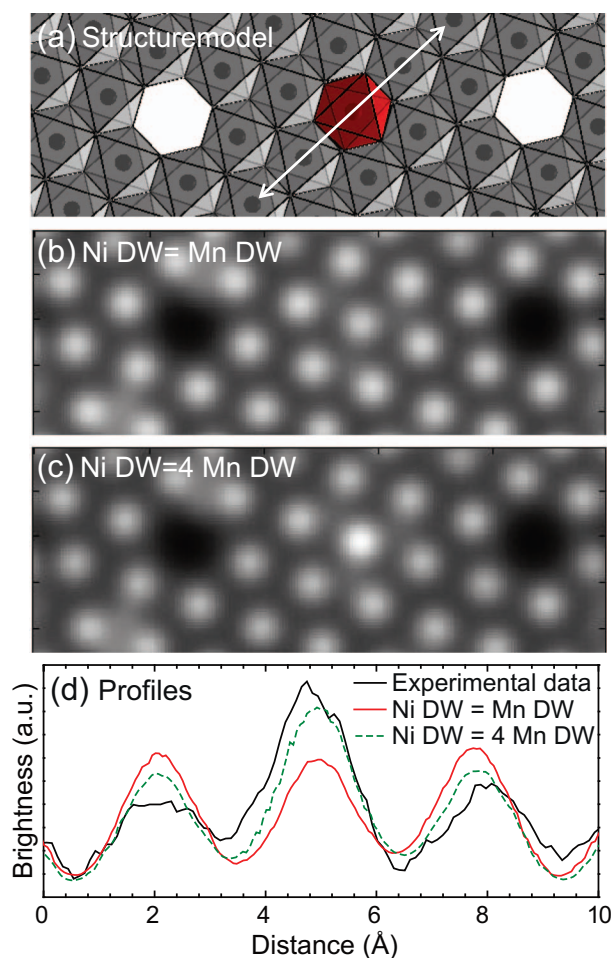 (a) Structuremodel
(b) Ni DW= Mn DW
(c) Ni DW=4 Mn DW
(d) Profiles
Experimental data
Ni DW = Mn DW
Ni DW = 4 Mn DW
Brightness (a.u.)
0 2 4 6 8 10
Distance (Å)